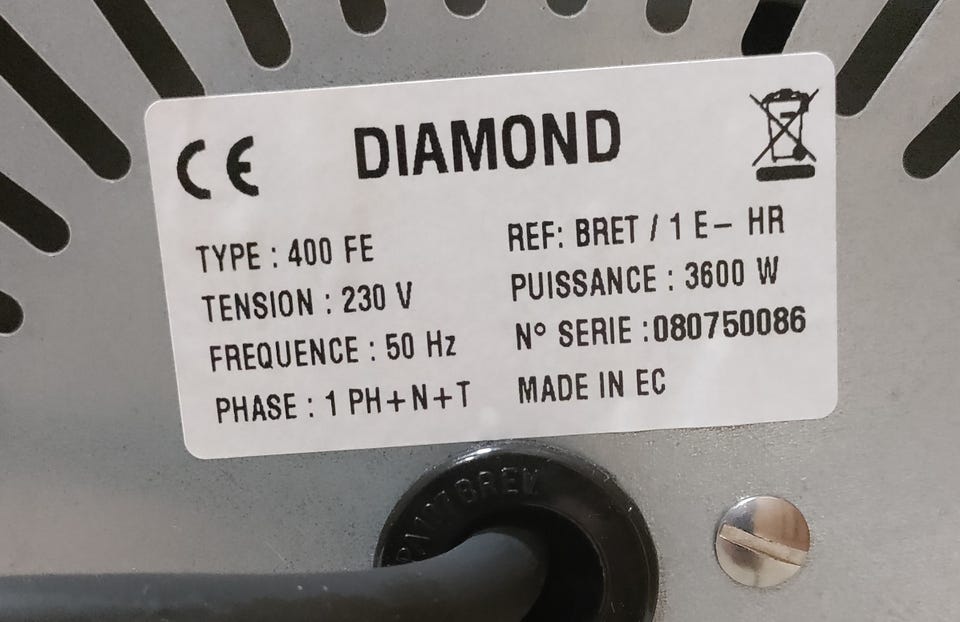 CE DIAMOND
TYPE : 400 FE
REF: BRET / 1 E- HR
TENSION : 230 V
PUISSANCE : 3600 W
FREQUENCE : 50 Hz
N° SERIE :080750086
PHASE : 1 PH+N+T
MADE IN EC
BREV